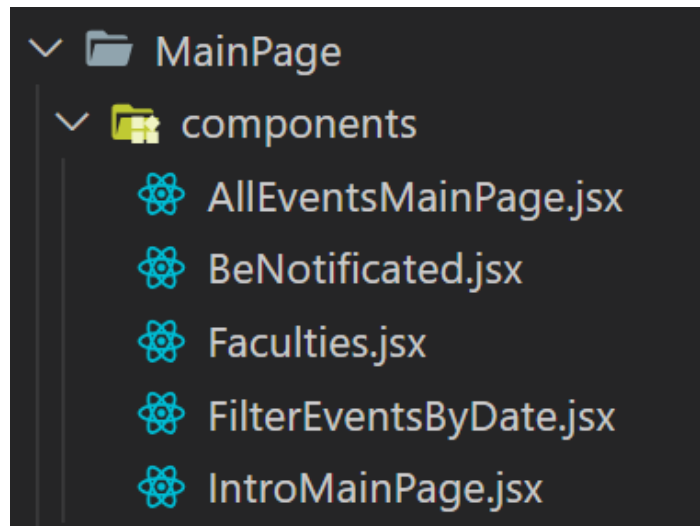 MainPage
components
AllEventsMainPage.jsx
BeNotificated.jsx
Faculties.jsx
FilterEventsByDate.jsx
IntroMainPage.jsx